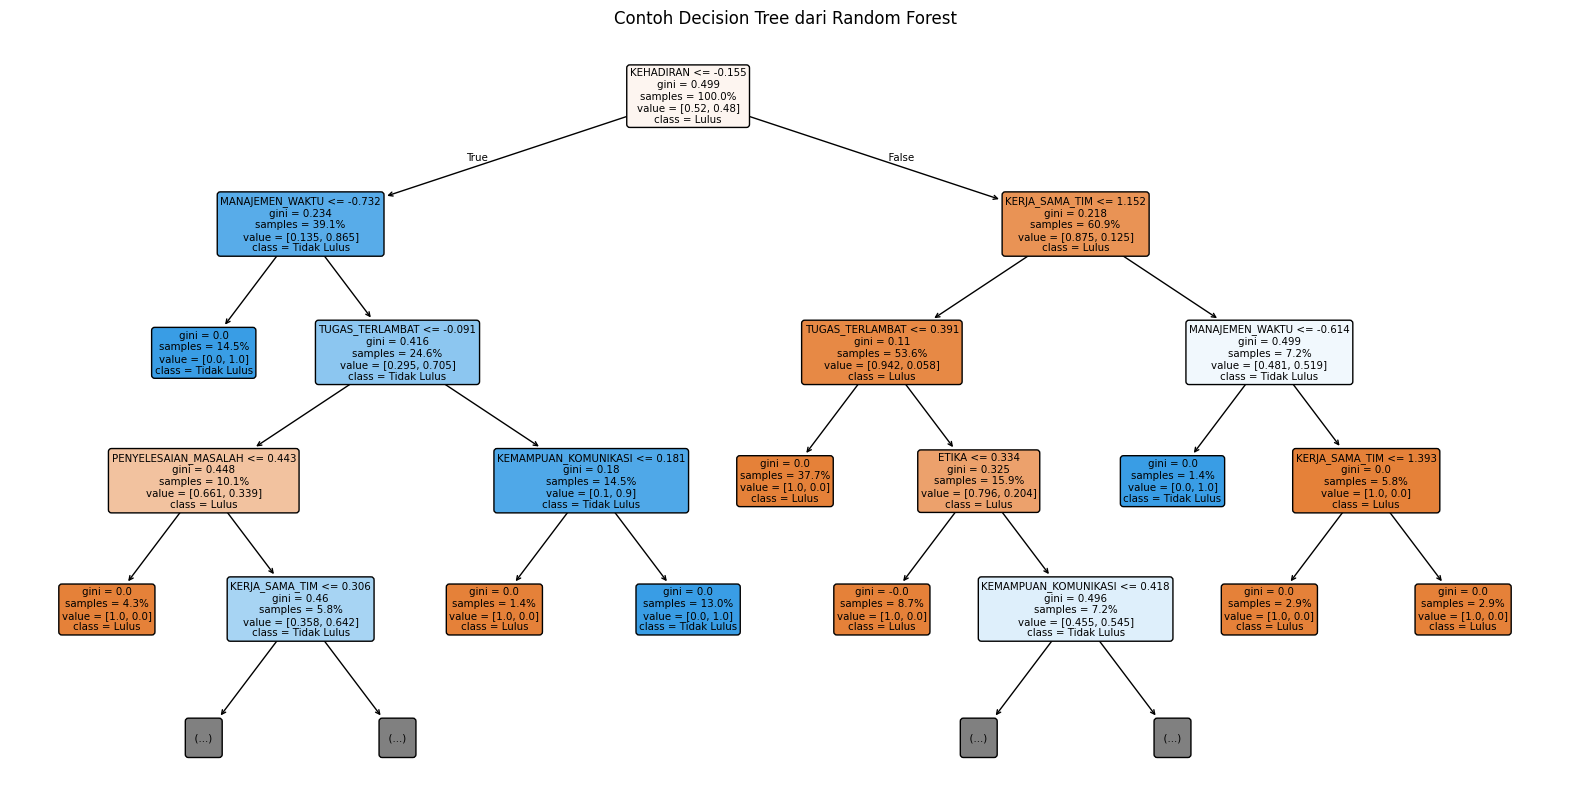 Contoh Decision Tree dari Random Forest
KEHADIRAN <= -0.155
gini = 0.499
samples = 100.0%
value = [0.52, 0.48]
class = Lulus
True
False
MANAJEMEN_WAKTU <= -0.732
gini = 0.234
samples = 39.1%
value = [0.135, 0.865]
class = Tidak Lulus
KERJA_SAMA_TIM <= 1.152
gini = 0.218
samples = 60.9%
value = [0.875, 0.125]
class = Lulus
gini = 0.0
samples = 14.5%
value = [0.0, 1.0]
class = Tidak Lulus
TUGAS_TERLAMBAT <= -0.091
gini = 0.416
samples = 24.6%
value = [0.295, 0.705]
class = Tidak Lulus
TUGAS_TERLAMBAT <= 0.391
gini = 0.11
samples = 53.6%
value = [0.942, 0.058]
class = Lulus
MANAJEMEN_WAKTU <= -0.614
gini = 0.499
samples = 7.2%
value = [0.481, 0.519]
class = Tidak Lulus
PENYELESAIAN_MASALAH <= 0.443
gini = 0.448
samples = 10.1%
value = [0.661, 0.339]
class = Lulus
KEMAMPUAN_KOMUNIKASI <= 0.181
gini = 0.18
samples = 14.5%
value = [0.1, 0.9]
class = Tidak Lulus
gini = 0.0
samples = 37.7%
value = [1.0, 0.0]
class = Lulus
ETIKA <= 0.334
gini = 0.325
samples = 15.9%
value = [0.796, 0.204]
class = Lulus
gini = 0.0
samples = 1.4%
value = [0.0, 1.0]
class = Tidak Lulus
KERJA_SAMA_TIM <= 1.393
gini = 0.0
samples = 5.8%
value = [1.0, 0.0]
class = Lulus
gini = 0.0
samples = 4.3%
value = [1.0, 0.0]
class = Lulus
KERJA_SAMA_TIM <= 0.306
gini = 0.46
samples = 5.8%
value = [0.358, 0.642]
class = Tidak Lulus
gini = 0.0
samples = 1.4%
value = [1.0, 0.0]
class = Lulus
gini = 0.0
samples = 13.0%
value = [0.0, 1.0]
class = Tidak Lulus
gini = -0.0
samples = 8.7%
value = [1.0, 0.0]
class = Lulus
KEMAMPUAN_KOMUNIKASI <= 0.418
gini = 0.496
samples = 7.2%
value = [0.455, 0.545]
class = Tidak Lulus
gini = 0.0
samples = 2.9%
value = [1.0, 0.0]
class = Lulus
gini = 0.0
samples = 2.9%
value = [1.0, 0.0]
class = Lulus
(...)
(...)
(...)
(...)